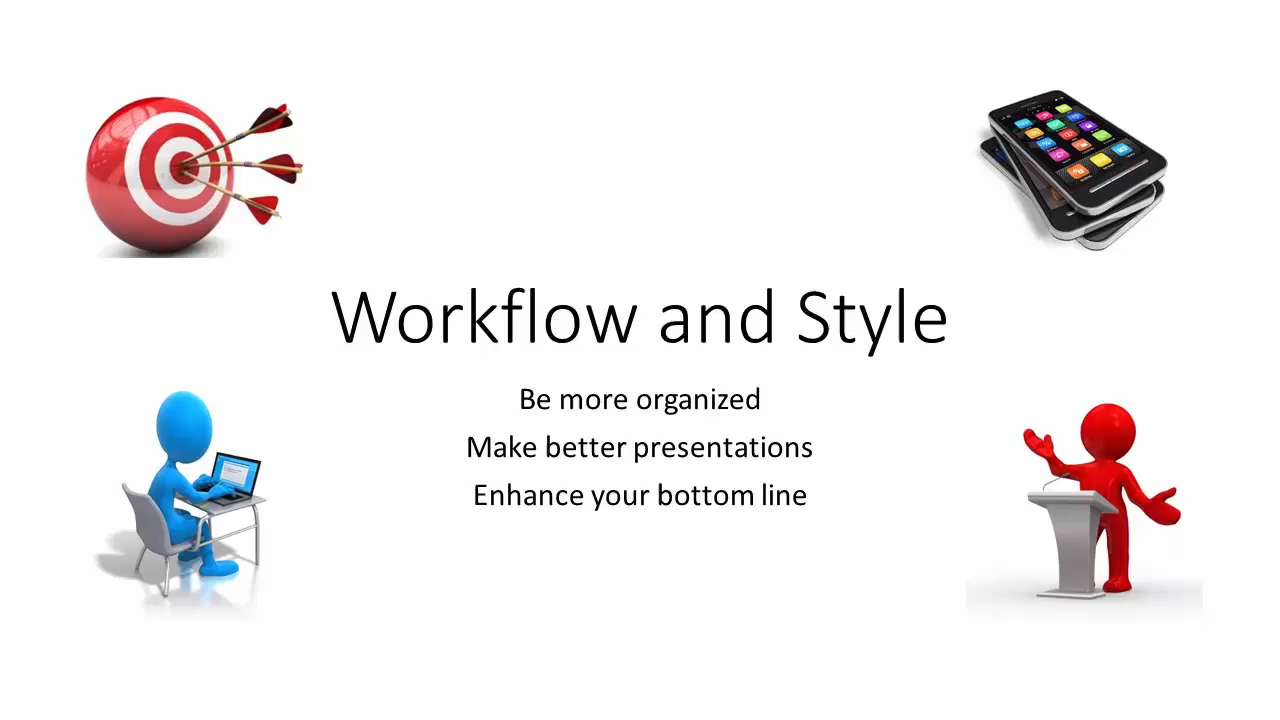 Workflow and Style
Be more organized
Make better presentations
Enhance your bottom line